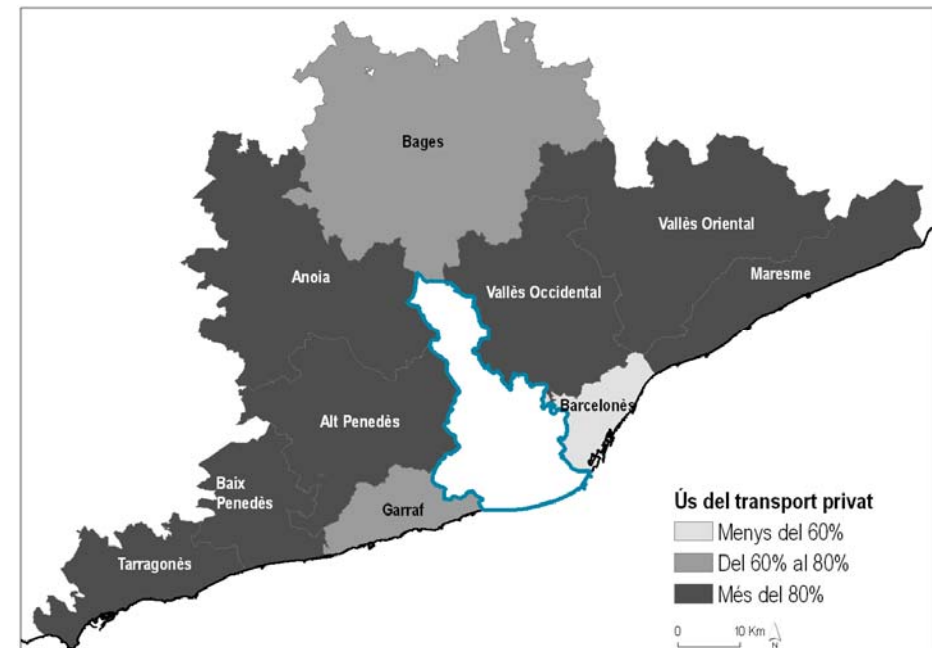 Bages
Vallès Oriental
Anoia
Vallès Occidental
Maresme
Barcelonès
Alt Penedès
Baix
Penedès
Garraf
Tarragonès
Ús del transport privat
Menys del 60%
Del 60% al 80%
Més del 80%
0 10 Km
N